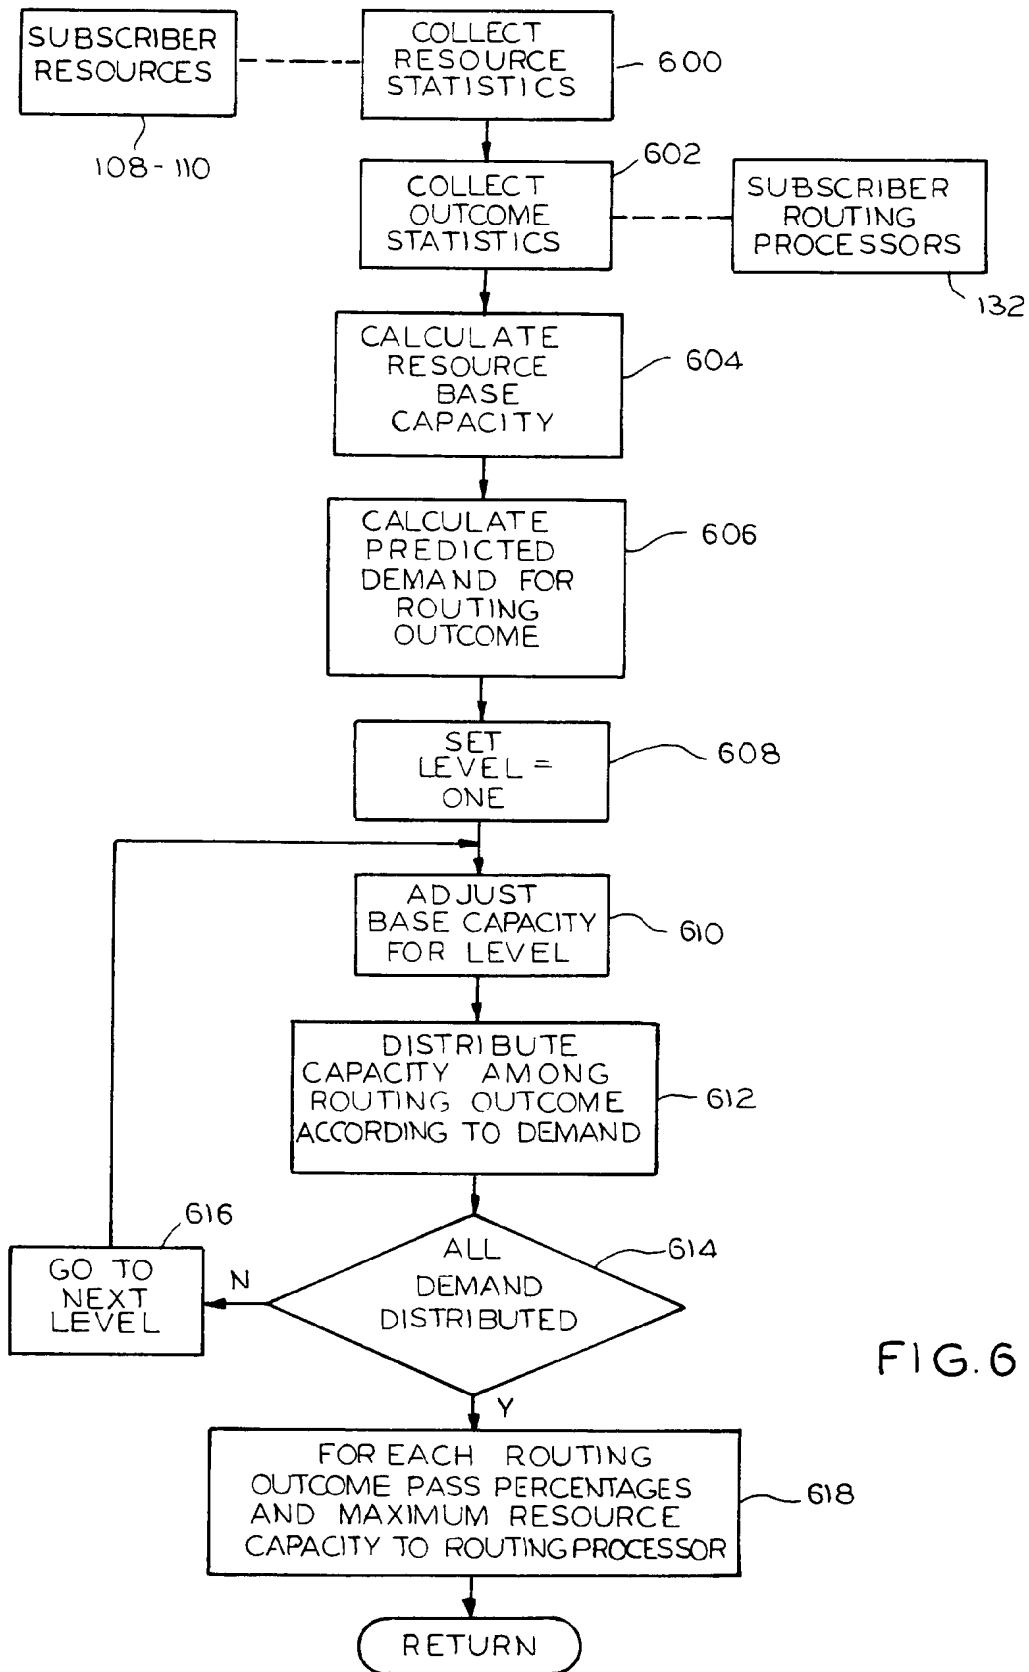 SUBSCRIBER
RESOURCES
108-110
COLLECT
RESOURCE
STATISTICS
600
COLLECT
OUTCOME
STATISTICS
602
SUBSCRIBER
ROUTING
PROCESSORS
132
CALCULATE
RESOURCE
BASE
CAPACITY
604
CALCULATE
PREDICTED
DEMAND FOR
ROUTING
OUTCOME
606
SET
LEVEL =
ONE
608
ADJUST
BASE CAPACITY
FOR LEVEL
610
DISTRIBUTE
CAPACITY AMONG
ROUTING OUTCOME
ACCORDING TO DEMAND
612
ALL
DEMAND
DISTRIBUTED
614
N
616
GO TO
NEXT
LEVEL
Y
FOR EACH ROUTING
OUTCOME PASS PERCENTAGES
AND MAXIMUM RESOURCE
CAPACITY TO ROUTING PROCESSOR
618
RETURN
FIG. 6